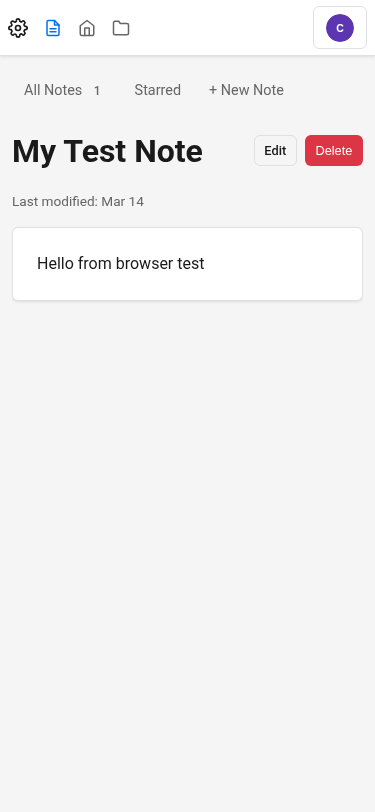 C
All Notes 1 Starred + New Note
My Test Note Edit Delete
Last modified: Mar 14
Hello from browser test